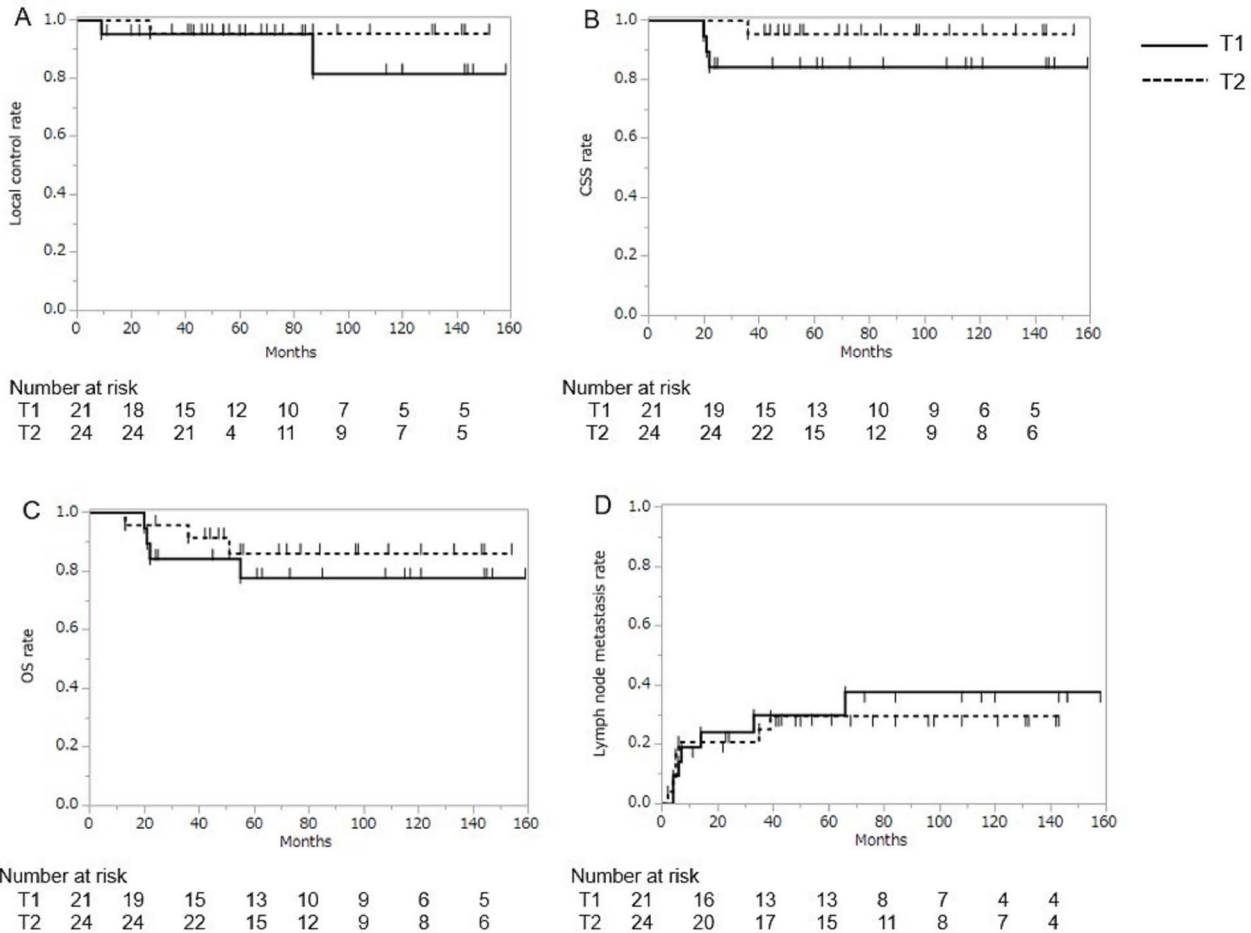 A
1.0
0.8
0.6
0.4
0.2
0.0
Local control rate
0 20 40 60 80 100 120 140 160
Months
Number at risk
T1 21 18 15 12 10 7 5 5
T2 24 24 21 4 11 9 7 5
B
1.0
0.8
0.6
0.4
0.2
0.0
CSS rate
0 20 40 60 80 100 120 140 160
Months
Number at risk
T1 21 19 15 13 10 9 6 5
T2 24 24 22 15 12 9 8 6
T1
T2
C
1.0
0.8
0.6
0.4
0.2
0.0
OS rate
0 20 40 60 80 100 120 140 160
Months
Number at risk
T1 21 19 15 13 10 9 6 5
T2 24 24 22 15 12 9 8 6
D
1.0
0.8
0.6
0.4
0.2
0.0
Lymph node metastasis rate
0 20 40 60 80 100 120 140 160
Months
Number at risk
T1 21 16 13 13 8 7 4 4
T2 24 20 17 15 11 8 7 4